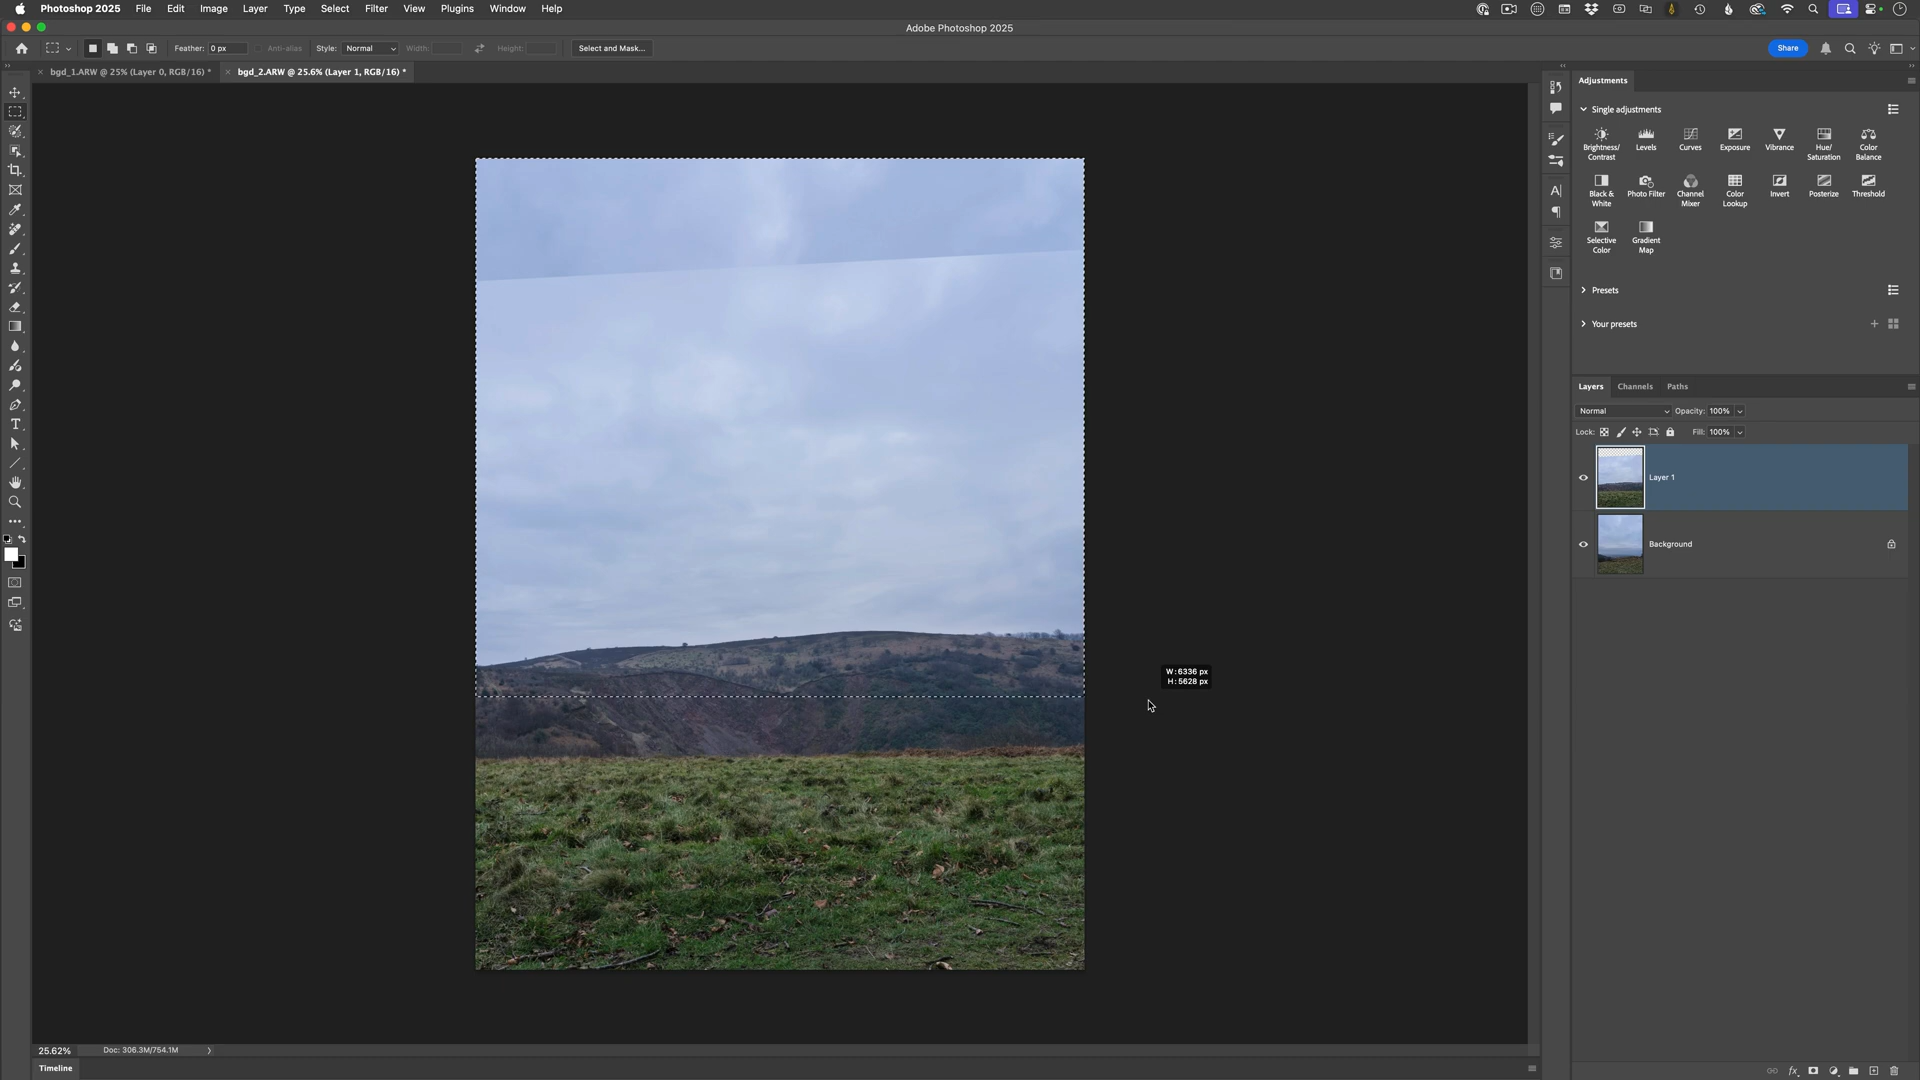 Photoshop 2025 File Edit Image Layer Type Select Filter View Plugins Window Help
Adobe Photoshop 2025
Feather: 0 px Anti-alias Style: Normal Width: Height: Select and Mask... Share
bgd_1.ARW @ 25% (Layer 0, RGB/16) * bgd_2.ARW @ 25.6% (Layer 1, RGB/16) *
Adjustments
Single adjustments
Brightness/ Contrast Levels Curves Exposure Vibrance Hue/ Saturation Color Balance
Black & White Photo Filter Channel Mixer Color Lookup Invert Posterize Threshold
Selective Color Gradient Map
Presets
Your presets
Layers Channels Paths
Normal Opacity: 100%
Lock: Fill: 100%
Layer 1
Background
W: 6336 px
H: 5628 px
25.62% Doc: 306.3M/754.1M
Timeline